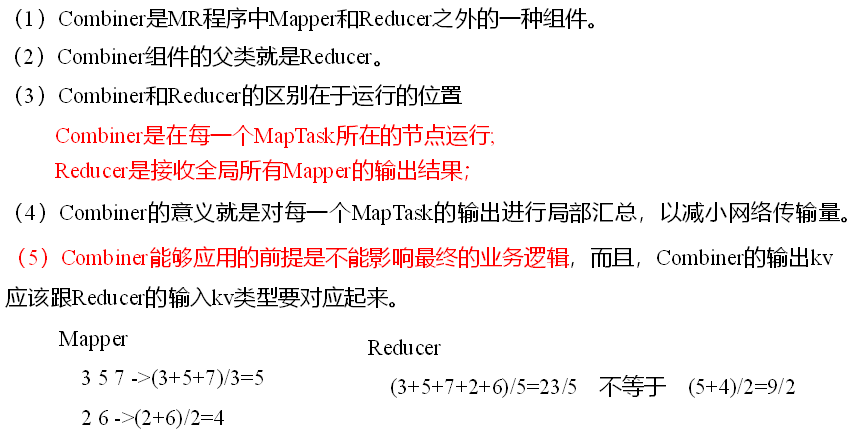 （1）Combiner是MR程序中Mapper和Reducer之外的一种组件。
（2）Combiner组件的父类就是Reducer。
（3）Combiner和Reducer的区别在于运行的位置
Combiner是在每一个MapTask所在的节点运行;
Reducer是接收全局所有Mapper的输出结果；
（4）Combiner的意义就是对每一个MapTask的输出进行局部汇总，以减小网络传输量。
（5）Combiner能够应用的前提是不能影响最终的业务逻辑，而且，Combiner的输出kv
应该跟Reducer的输入kv类型要对应起来。
Mapper
3 5 7 ->(3+5+7)/3=5
2 6 ->(2+6)/2=4
Reducer
(3+5+7+2+6)/5=23/5 不等于 (5+4)/2=9/2